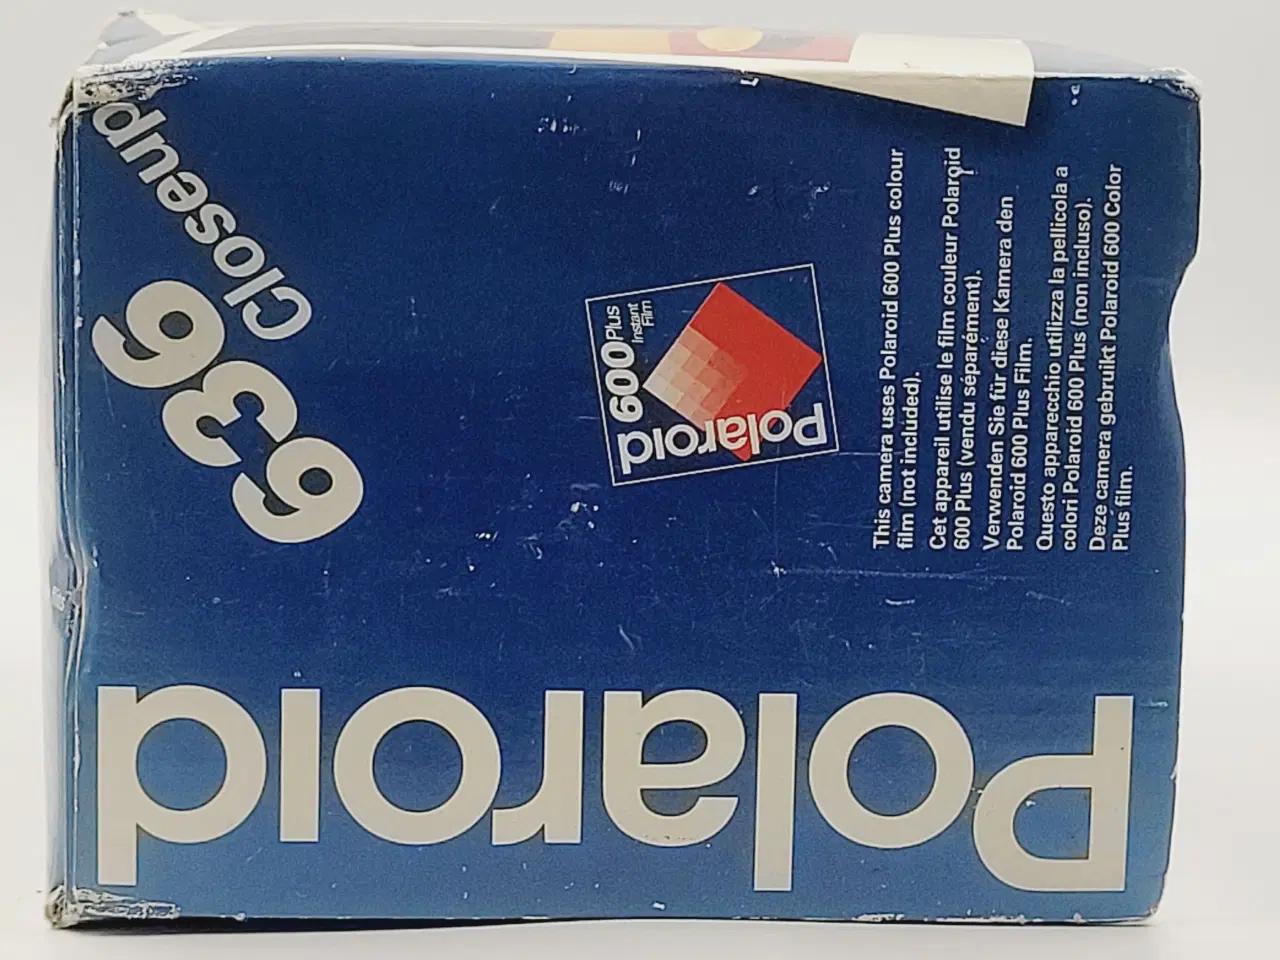 Polaroid
636
Closeup
Polaroid
600 Plus
Instant
Film
Polaroid
This camera uses Polaroid 600 Plus colour
film (not included).
Cet appareil utilise le film couleur Polaroid
600 Plus (vendu séparément).
Verwenden Sie für diese Kamera den
Polaroid 600 Plus Film.
Questo apparecchio utilizza la pellicola a
colori Polaroid 600 Plus (non incluso).
Deze camera gebruikt Polaroid 600 Color
Plus film.